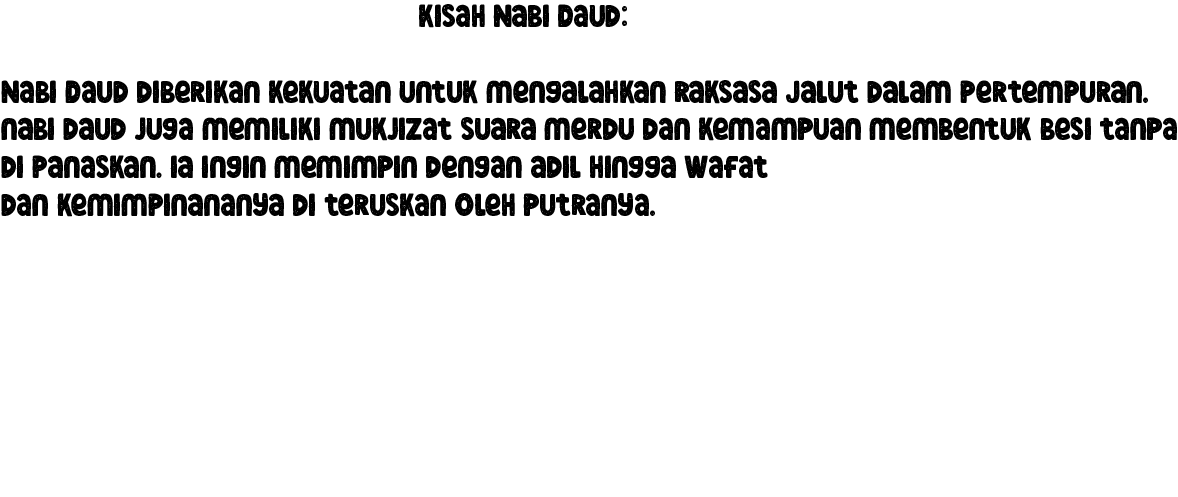 Kisah Nabi Daud:
Nabi Daud diberikan kekuatan untuk mengalahkan raksasa Jalut dalam pertempuran.
nabi Daud juga memiliki mukjizat suara merdu dan kemampuan membentuk besi tanpa
di panaskan. Ia ingin memimpin dengan adil hingga wafat
dan kemimpinananya di teruskan oleh putranya.